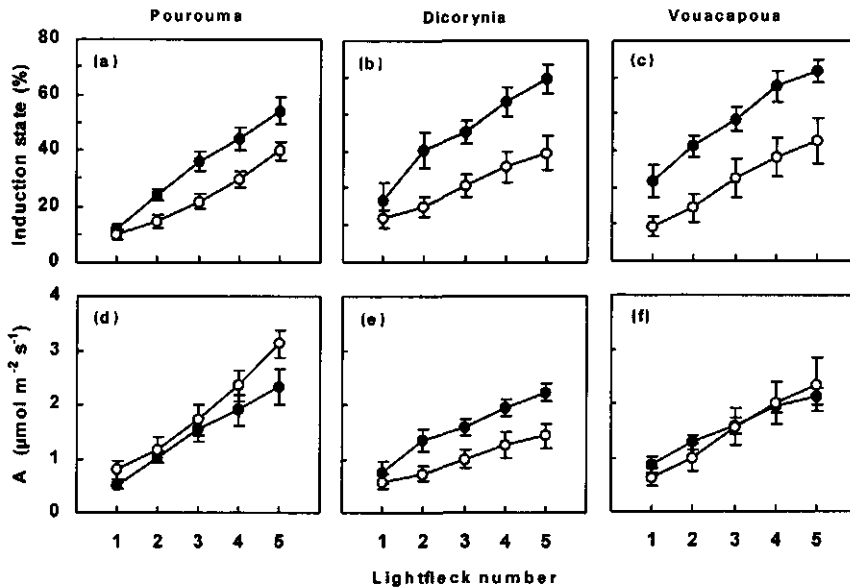 Pourouma Dicorynia Vouacapoua
80
60
40
20
0
Induction state (%)
(a)
(b)
(c)
4
3
2
1
0
A (µmol m⁻² s⁻¹)
(d)
(e)
(f)
1 2 3 4 5 1 2 3 4 5 1 2 3 4 5
Lightfleck number